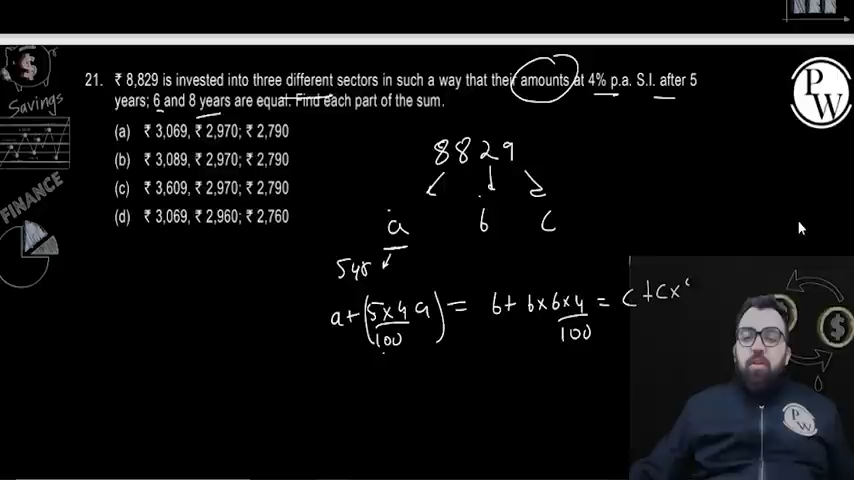 21. ₹ 8,829 is invested into three different sectors in such a way that their amounts at 4% p.a. S.I. after 5
years; 6 and 8 years are equal. Find each part of the sum.
(a) ₹ 3,069, ₹ 2,970; ₹ 2,790
(b) ₹ 3,089, ₹ 2,970; ₹ 2,790
(c) ₹ 3,609, ₹ 2,970; ₹ 2,790
(d) ₹ 3,069, ₹ 2,960; ₹ 2,760
Savings
FINANCE
PW
8829
a b c
5yr
a + (5×4/100 a) = b + b×6×4/100 = c + c×
PW